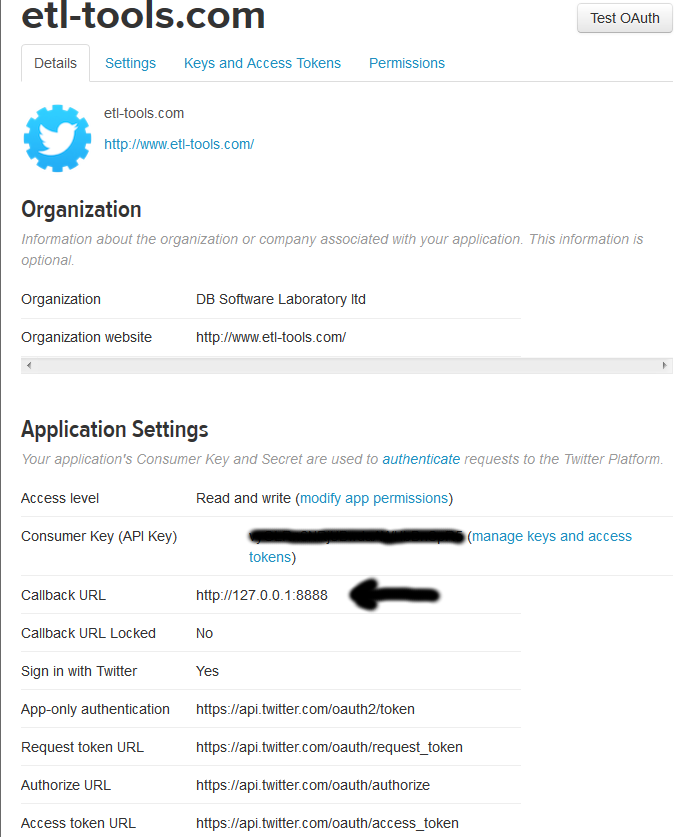 etl-tools.com
Test OAuth
Details Settings Keys and Access Tokens Permissions
etl-tools.com
http://www.etl-tools.com/
Organization
Information about the organization or company associated with your application. This information is
optional.
Organization DB Software Laboratory ltd
Organization website http://www.etl-tools.com/
Application Settings
Your application's Consumer Key and Secret are used to authenticate requests to the Twitter Platform.
Access level Read and write (modify app permissions)
Consumer Key (API Key) (manage keys and access
tokens)
Callback URL http://127.0.0.1:8888
Callback URL Locked No
Sign in with Twitter Yes
App-only authentication https://api.twitter.com/oauth2/token
Request token URL https://api.twitter.com/oauth/request_token
Authorize URL https://api.twitter.com/oauth/authorize
Access token URL https://api.twitter.com/oauth/access_token